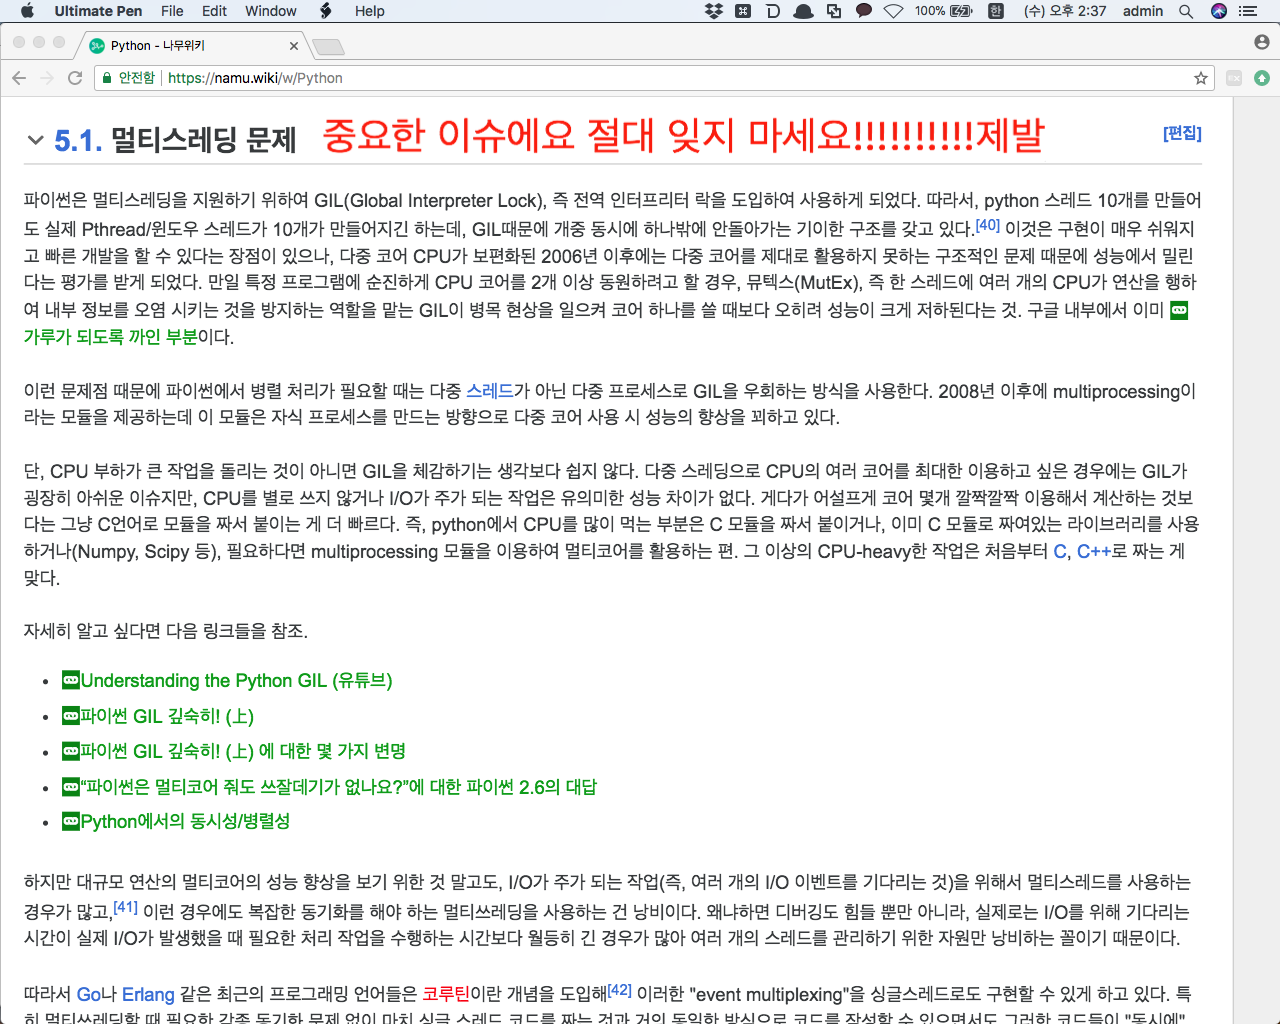 Ultimate Pen File Edit Window Help 100% 한 (수) 오후 2:37 admin
Python - 나무위키
안전함 https://namu.wiki/w/Python
5.1. 멀티스레딩 문제 중요한 이슈에요 절대 잊지 마세요!!!!!!!!!!제발 [편집]
파이썬은 멀티스레딩을 지원하기 위하여 GIL(Global Interpreter Lock), 즉 전역 인터프리터 락을 도입하여 사용하게 되었다. 따라서, python 스레드 10개를 만들어
도 실제 Pthread/윈도우 스레드가 10개가 만들어지긴 하는데, GIL때문에 개중 동시에 하나밖에 안돌아가는 기이한 구조를 갖고 있다.[40] 이것은 구현이 매우 쉬워지
고 빠른 개발을 할 수 있다는 장점이 있으나, 다중 코어 CPU가 보편화된 2006년 이후에는 다중 코어를 제대로 활용하지 못하는 구조적인 문제 때문에 성능에서 밀린
다는 평가를 받게 되었다. 만일 특정 프로그램에 순진하게 CPU 코어를 2개 이상 동원하려고 할 경우, 뮤텍스(MutEx), 즉 한 스레드에 여러 개의 CPU가 연산을 행하
여 내부 정보를 오염 시키는 것을 방지하는 역할을 맡는 GIL이 병목 현상을 일으켜 코어 하나를 쓸 때보다 오히려 성능이 크게 저하된다는 것. 구글 내부에서 이미
가루가 되도록 까인 부분이다.
이런 문제점 때문에 파이썬에서 병렬 처리가 필요할 때는 다중 스레드가 아닌 다중 프로세스로 GIL을 우회하는 방식을 사용한다. 2008년 이후에 multiprocessing이
라는 모듈을 제공하는데 이 모듈은 자식 프로세스를 만드는 방향으로 다중 코어 사용 시 성능의 향상을 꾀하고 있다.
단, CPU 부하가 큰 작업을 돌리는 것이 아니면 GIL을 체감하기는 생각보다 쉽지 않다. 다중 스레딩으로 CPU의 여러 코어를 최대한 이용하고 싶은 경우에는 GIL가
굉장히 아쉬운 이슈지만, CPU를 별로 쓰지 않거나 I/O가 주가 되는 작업은 유의미한 성능 차이가 없다. 게다가 어설프게 코어 몇개 깔짝깔짝 이용해서 계산하는 것보
다는 그냥 C언어로 모듈을 짜서 붙이는 게 더 빠르다. 즉, python에서 CPU를 많이 먹는 부분은 C 모듈을 짜서 붙이거나, 이미 C 모듈로 짜여있는 라이브러리를 사용
하거나(Numpy, Scipy 등), 필요하다면 multiprocessing 모듈을 이용하여 멀티코어를 활용하는 편. 그 이상의 CPU-heavy한 작업은 처음부터 C, C++로 짜는 게
맞다.
자세히 알고 싶다면 다음 링크들을 참조.
• Understanding the Python GIL (유튜브)
• 파이썬 GIL 깊숙히! (上)
• 파이썬 GIL 깊숙히! (上) 에 대한 몇 가지 변명
• “파이썬은 멀티코어 줘도 쓰잘데기가 없나요?”에 대한 파이썬 2.6의 대답
• Python에서의 동시성/병렬성
하지만 대규모 연산의 멀티코어의 성능 향상을 보기 위한 것 말고도, I/O가 주가 되는 작업(즉, 여러 개의 I/O 이벤트를 기다리는 것)을 위해서 멀티스레드를 사용하는
경우가 많고,[41] 이런 경우에도 복잡한 동기화를 해야 하는 멀티쓰레딩을 사용하는 건 낭비이다. 왜냐하면 디버깅도 힘들 뿐만 아니라, 실제로는 I/O를 위해 기다리는
시간이 실제 I/O가 발생했을 때 필요한 처리 작업을 수행하는 시간보다 월등히 긴 경우가 많아 여러 개의 스레드를 관리하기 위한 자원만 낭비하는 꼴이기 때문이다.
따라서 Go나 Erlang 같은 최근의 프로그래밍 언어들은 코루틴이란 개념을 도입해[42] 이러한 "event multiplexing"을 싱글스레드로도 구현할 수 있게 하고 있다. 특
히 멀티쓰레딩할 때 필요한 각종 동기화 문제 없이 마치 싱글 스레드 코드를 짜는 것과 거의 동일한 방식으로 코드를 작성할 수 있으면서도 그러한 코드들이 "동시에"